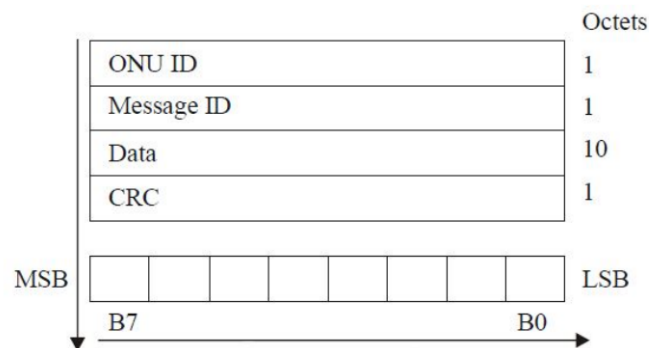 Octets
ONU ID 1
Message ID 1
Data 10
CRC 1
MSB LSB
B7 B0